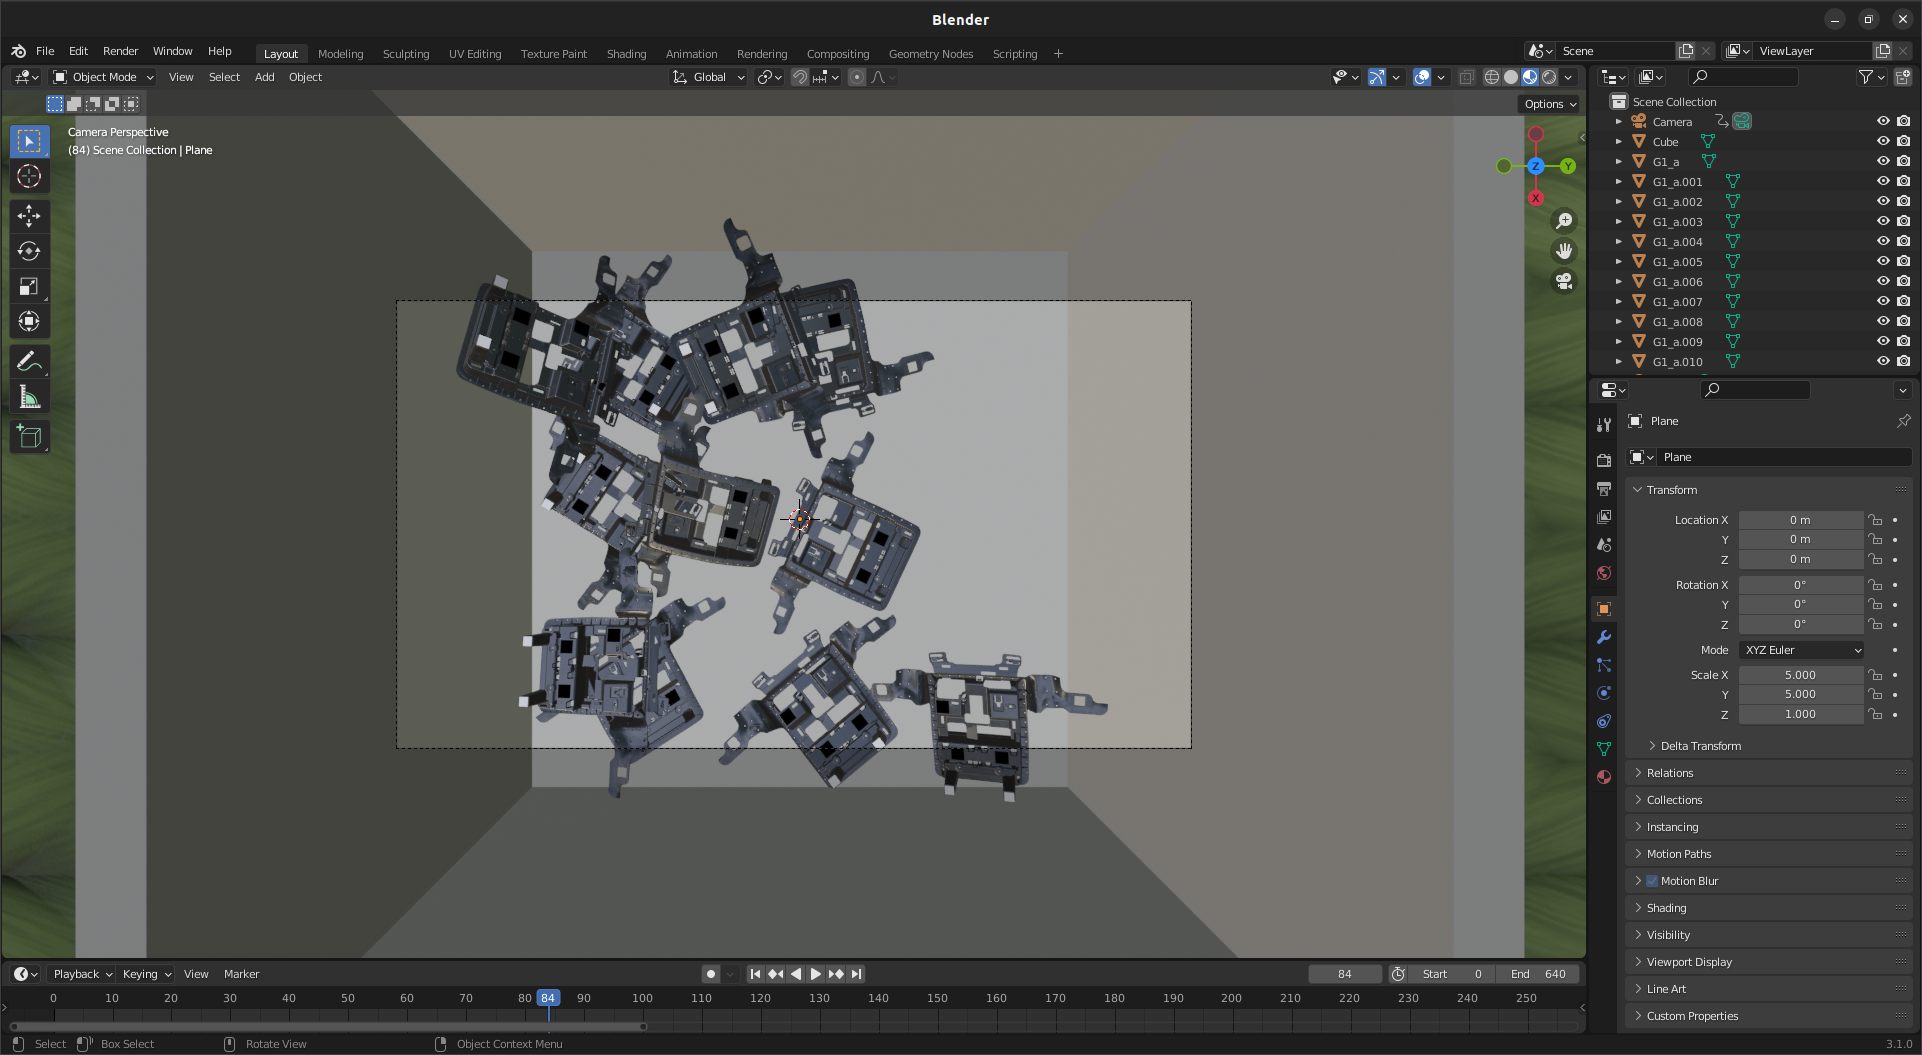 Blender
File Edit Render Window Help
Layout Modeling Sculpting UV Editing Texture Paint Shading Animation Rendering Compositing Geometry Nodes Scripting +
Scene
ViewLayer
Object Mode View Select Add Object
Global
Options
Camera Perspective
(84) Scene Collection | Plane
Z
Y
X
Scene Collection
Camera
Cube
G1_a
G1_a.001
G1_a.002
G1_a.003
G1_a.004
G1_a.005
G1_a.006
G1_a.007
G1_a.008
G1_a.009
G1_a.010
Plane
Plane
Transform
Location X 0 m
Y 0 m
Z 0 m
Rotation X 0°
Y 0°
Z 0°
Mode XYZ Euler
Scale X 5.000
Y 5.000
Z 1.000
Delta Transform
Relations
Collections
Instancing
Motion Paths
Motion Blur
Shading
Visibility
Viewport Display
Line Art
Custom Properties
Playback Keying View Marker
84
Start 0
End 640
0 10 20 30 40 50 60 70 80 84 90 100 110 120 130 140 150 160 170 180 190 200 210 220 230 240 250
Select Box Select Rotate View Object Context Menu
3.1.0